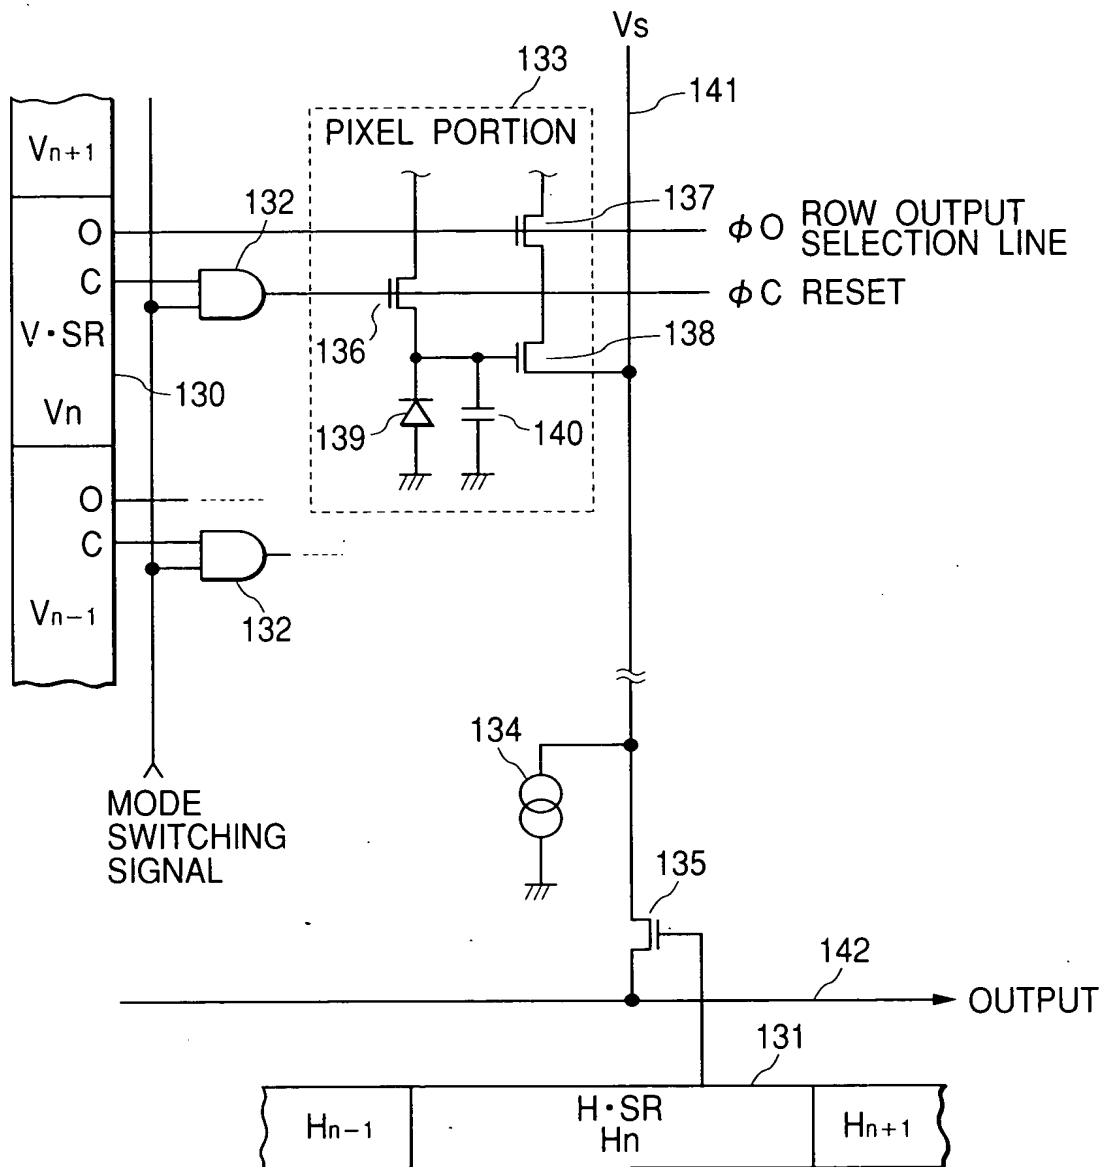 Vs
133
141
PIXEL PORTION
Vn+1
132
137
O
φO ROW OUTPUT
SELECTION LINE
C
φC RESET
V・SR
136
138
130
Vn
139
140
O
C
Vn-1
132
134
MODE
SWITCHING
SIGNAL
135
142
OUTPUT
131
Hn-1
H・SR
Hn
Hn+1